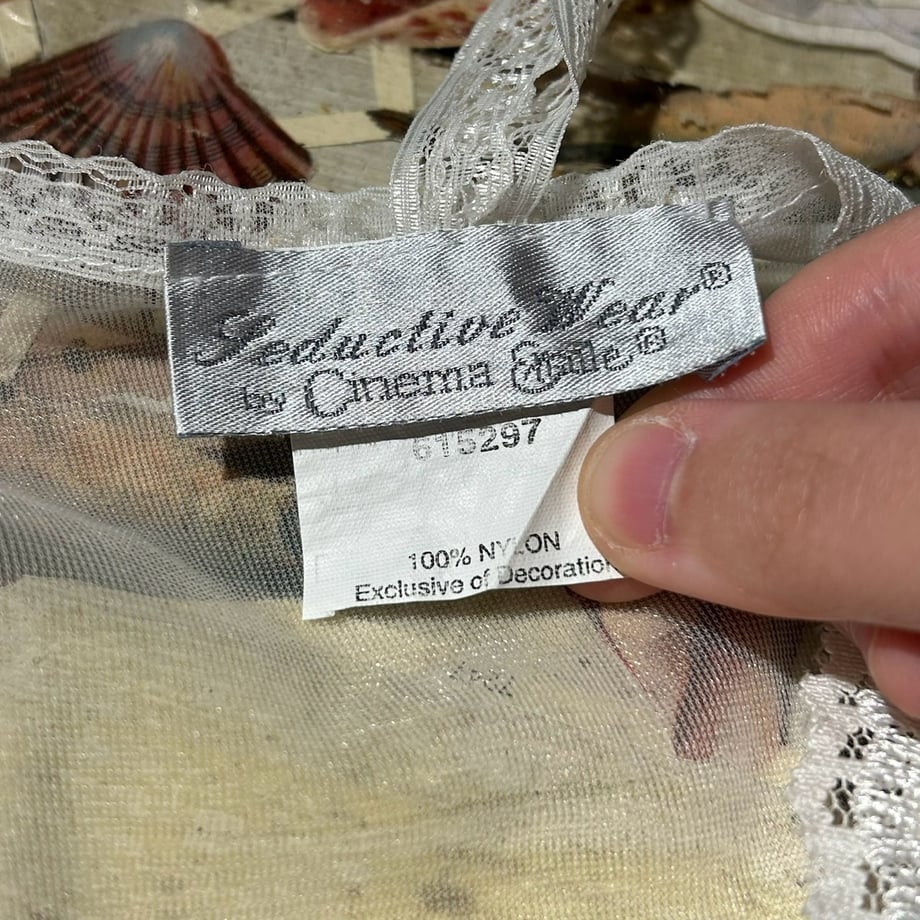 Seductive Wear®
by Cinema Etoile®
615297
100% NYLON
Exclusive of Decoration